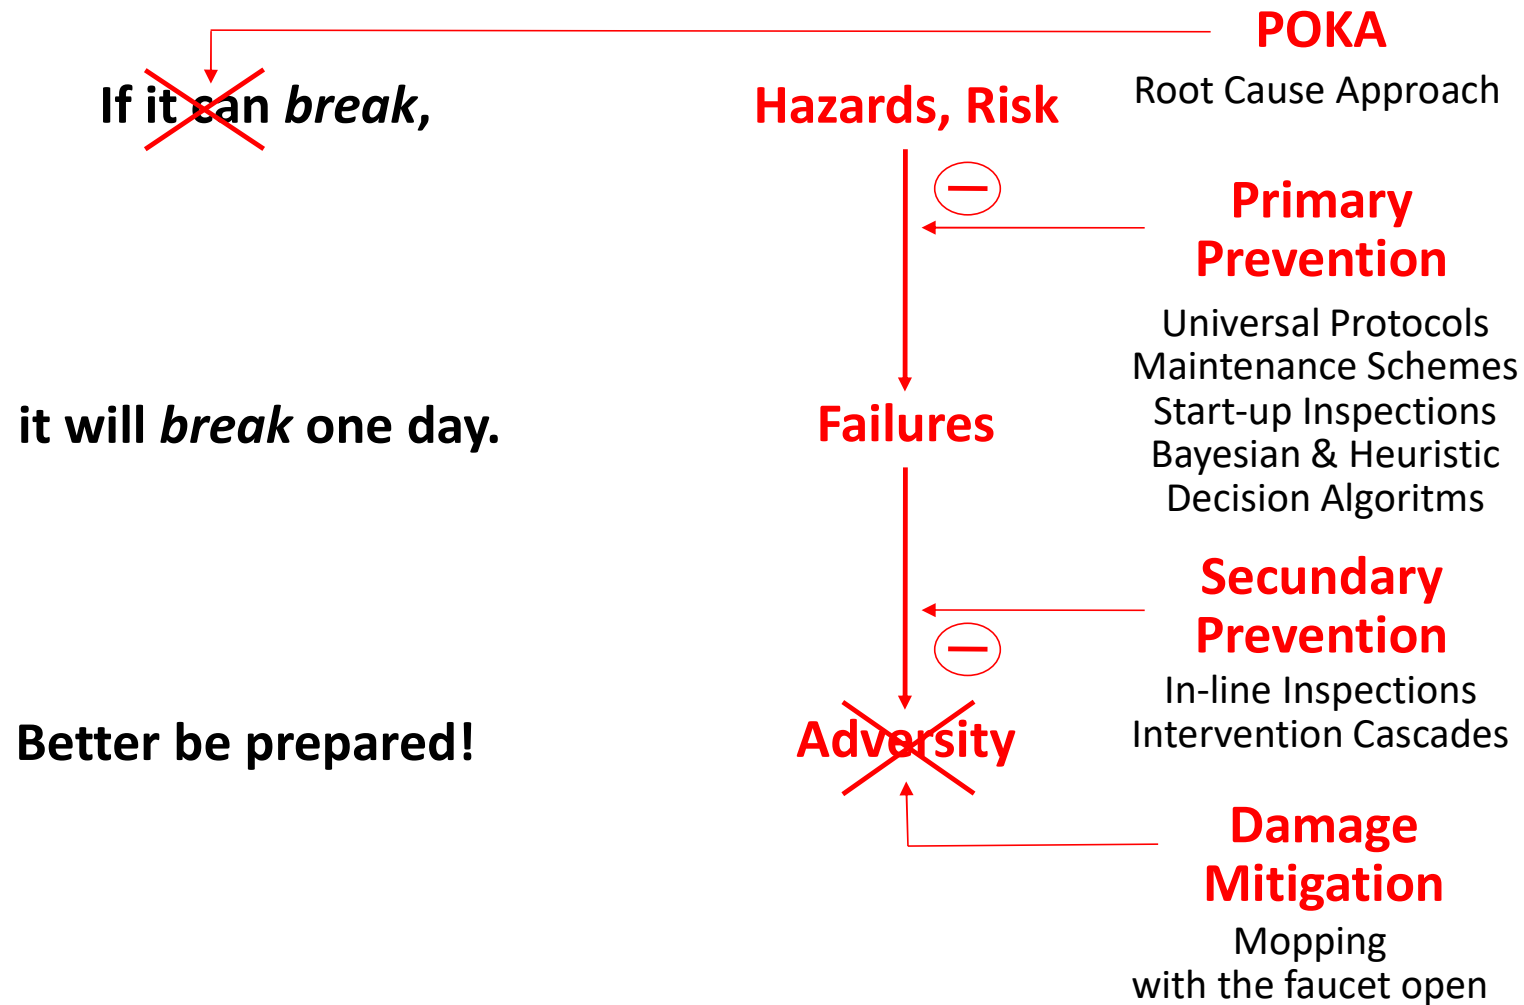 If it can break,
it will break one day.
Better be prepared!
Hazards, Risk
Failures
Adversity
POKA
Root Cause Approach
Primary
Prevention
Universal Protocols
Maintenance Schemes
Start-up Inspections
Bayesian & Heuristic
Decision Algoritms
Secundary
Prevention
In-line Inspections
Intervention Cascades
Damage
Mitigation
Mopping
with the faucet open